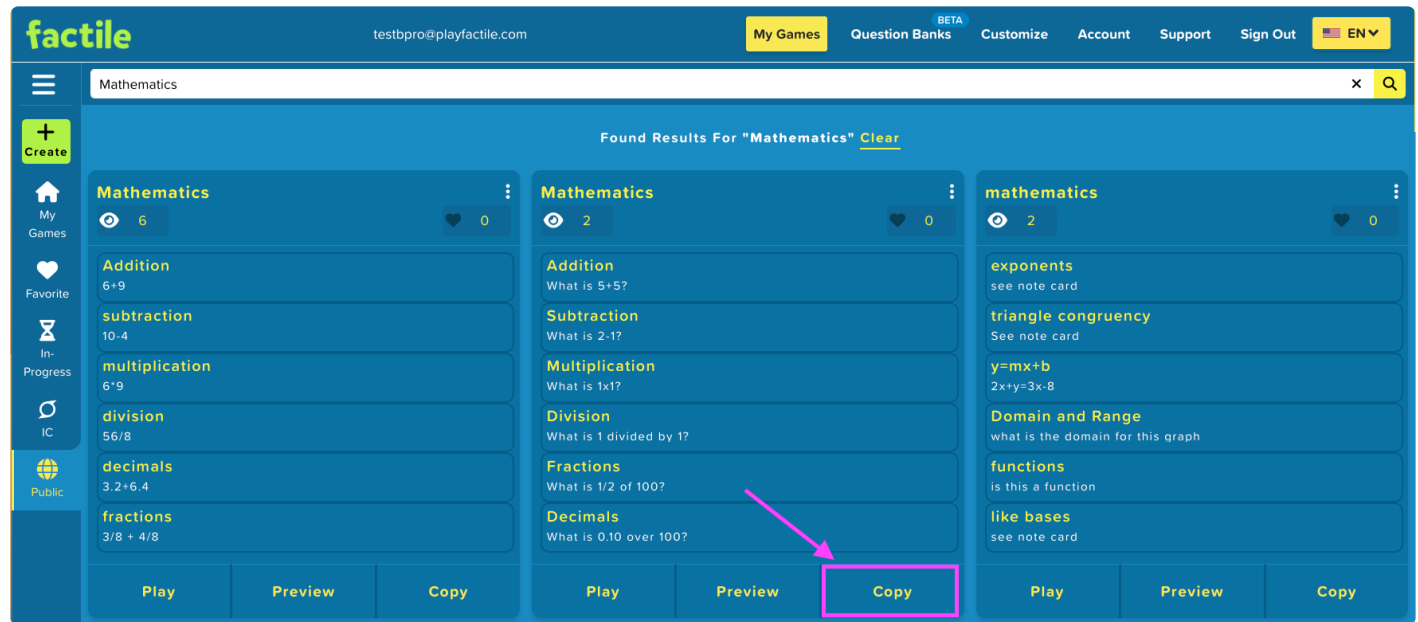 factile
testbpro@playfactile.com
My Games
Question Banks
BETA
Customize
Account
Support
Sign Out
EN
Mathematics
Found Results For "Mathematics" Clear
Create
My
Games
Favorite
In-
Progress
IC
Public
Mathematics
6
0
Addition
6+9
subtraction
10-4
multiplication
6*9
division
56/8
decimals
3.2+6.4
fractions
3/8 + 4/8
Play
Preview
Copy
Mathematics
2
0
Addition
What is 5+5?
Subtraction
What is 2-1?
Multiplication
What is 1x1?
Division
What is 1 divided by 1?
Fractions
What is 1/2 of 100?
Decimals
What is 0.10 over 100?
Play
Preview
Copy
mathematics
2
0
exponents
see note card
triangle congruency
See note card
y=mx+b
2x+y=3x-8
Domain and Range
what is the domain for this graph
functions
is this a function
like bases
see note card
Play
Preview
Copy